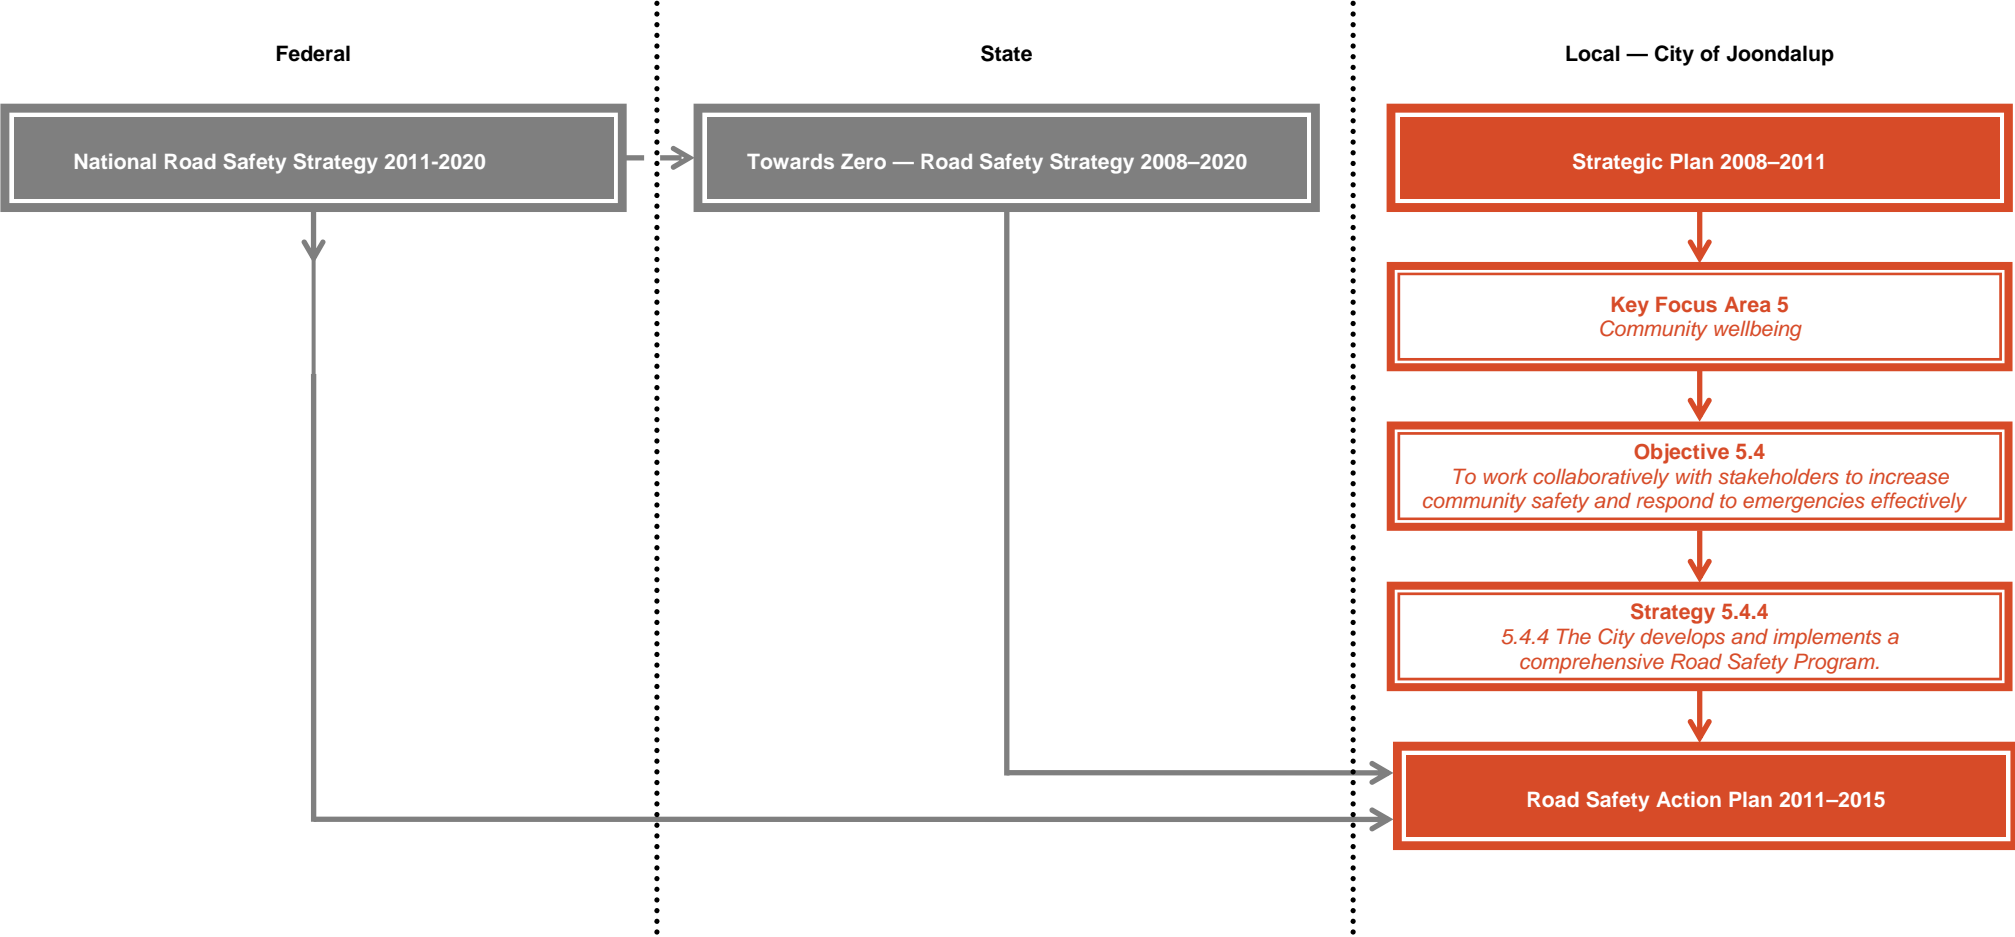 Federal
State
Local — City of Joondalup
National Road Safety Strategy 2011-2020
Towards Zero — Road Safety Strategy 2008–2020
Strategic Plan 2008–2011
Key Focus Area 5
Community wellbeing
Objective 5.4
To work collaboratively with stakeholders to increase
community safety and respond to emergencies effectively
Strategy 5.4.4
5.4.4 The City develops and implements a
comprehensive Road Safety Program.
Road Safety Action Plan 2011–2015